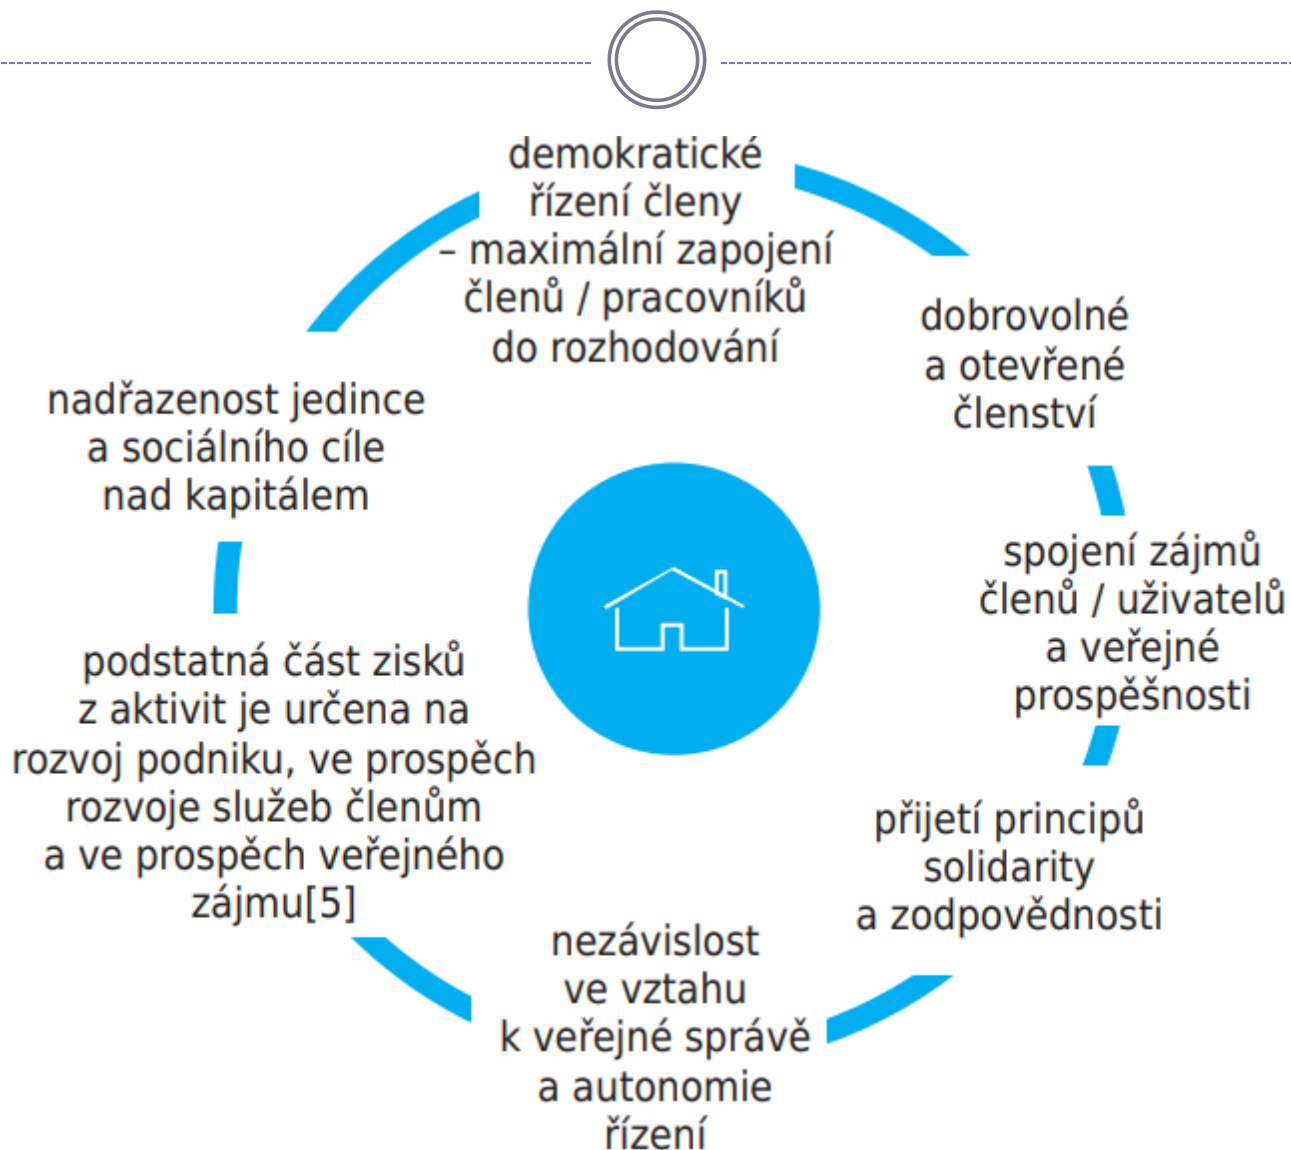 demokratické
řízení členy
– maximální zapojení
členů / pracovníků
do rozhodování
dobrovolné
a otevřené
členství
spojení zájmů
členů / uživatelů
a veřejné
prospěšnosti
přijetí principů
solidarity
a zodpovědnosti
nezávislost
ve vztahu
k veřejné správě
a autonomie
řízení
podstatná část zisků
z aktivit je určena na
rozvoj podniku, ve prospěch
rozvoje služeb členům
a ve prospěch veřejného
zájmu[5]
nadřazenost jedince
a sociálního cíle
nad kapitálem